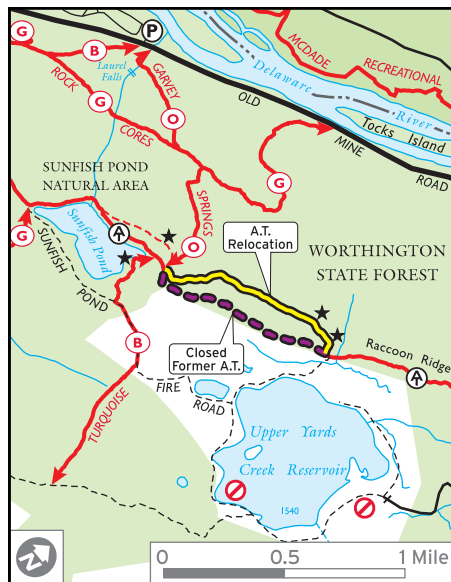 G
B
P
MCDADE
RECREATIONAL
Laurel
Falls
Delaware
River
ROCK
GARVEY
G
O
OLD
Tocks Island
CORES
MINE
SUNFISH POND
NATURAL AREA
G
ROAD
SPRINGS
A.T.
Relocation
Sunfish Pond
A
O
WORTHINGTON
STATE FOREST
G
SUNFISH
POND
Closed
Former A.T.
Raccoon Ridge
A
B
FIRE
ROAD
TURQUOISE
Upper Yards
Creek Reservoir
1540
N
0 0.5 1 Mile